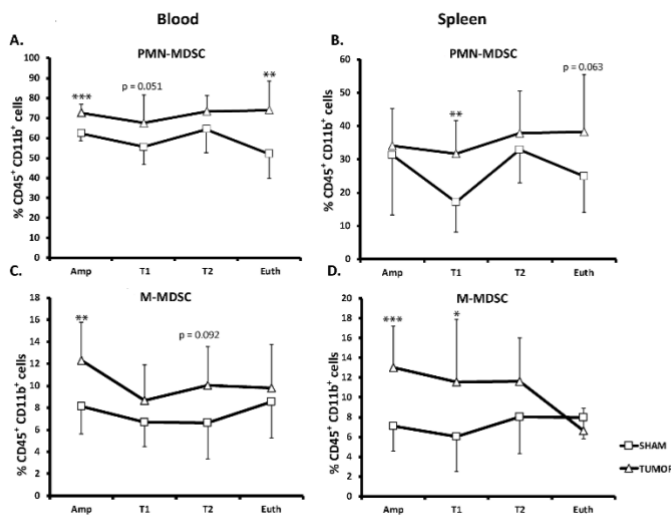 Blood
Spleen
A.
PMN-MDSC
% CD45+ CD11b+ cells
100
90
80
70
60
50
40
30
20
10
0
***
p = 0.051
**
Amp T1 T2 Euth
B.
PMN-MDSC
% CD45+ CD11b+ cells
60
50
40
30
20
10
0
**
p = 0.063
Amp T1 T2 Euth
C.
M-MDSC
% CD45+ CD11b+ cells
18
16
14
12
10
8
6
4
2
0
**
p = 0.092
Amp T1 T2 Euth
D.
M-MDSC
% CD45+ CD11b+ cells
20
18
16
14
12
10
8
6
4
2
0
***
*
Amp T1 T2 Euth
SHAM
TUMOR